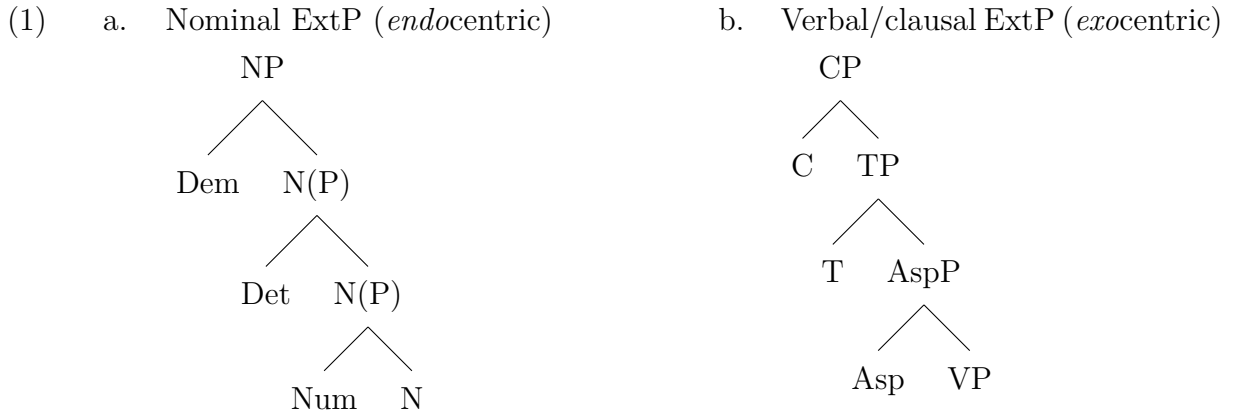 (1) a. Nominal ExtP (endocentric) b. Verbal/clausal ExtP (exocentric)
NP CP
Dem N(P) C TP
Det N(P) T AspP
Num N Asp VP